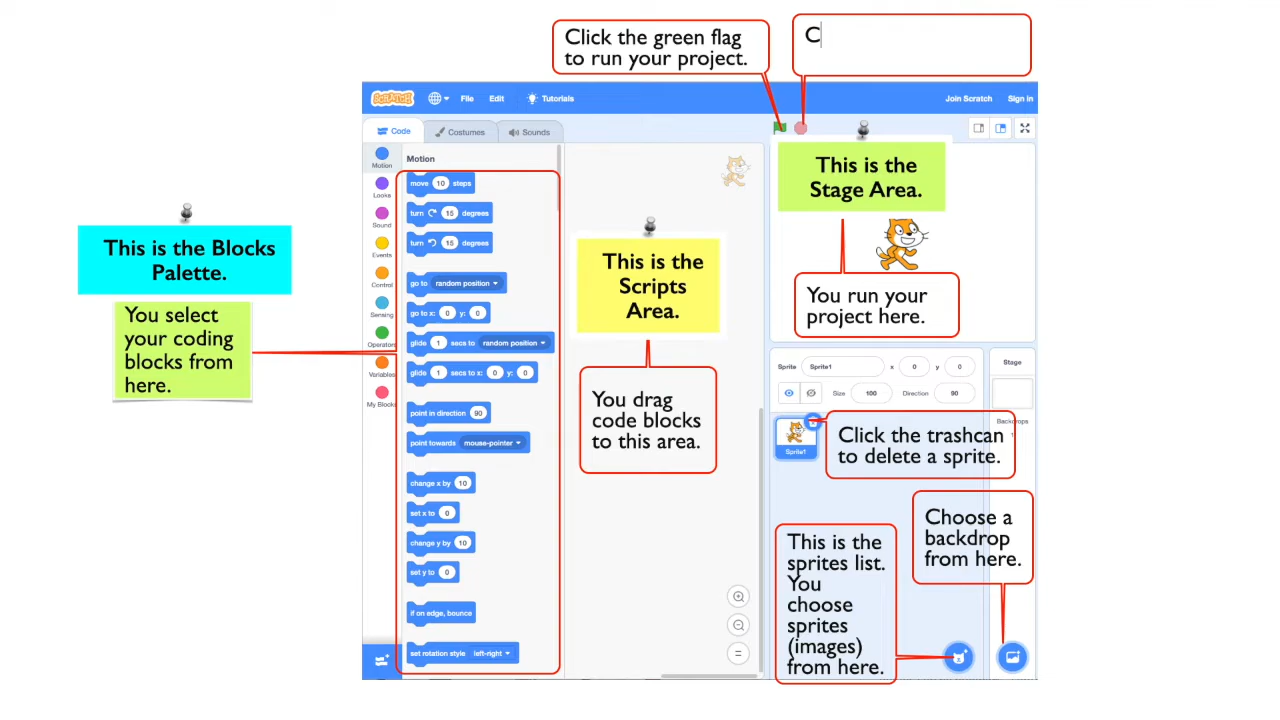 Click the green flag
to run your project.
C
SCRATCH
File
Edit
Tutorials
Join Scratch
Sign in
Code
Costumes
Sounds
Motion
Looks
Sound
Events
Control
Sensing
Operators
Variables
My Blocks
Motion
move 10 steps
turn 15 degrees
turn 15 degrees
go to random position
go to x: 0 y: 0
glide 1 secs to random position
glide 1 secs to x: 0 y: 0
point in direction 90
point towards mouse-pointer
change x by 10
set x to 0
change y by 10
set y to 0
if on edge, bounce
set rotation style left-right
This is the Blocks
Palette.
You select
your coding
blocks from
here.
This is the
Scripts
Area.
You drag
code blocks
to this area.
This is the
Stage Area.
You run your
project here.
Sprite Sprite1 x 0 y 0
Size 100 Direction 90
Stage
Backdrops
1
Sprite1
Click the trashcan
to delete a sprite.
Choose a
backdrop
from here.
This is the
sprites list.
You
choose
sprites
(images)
from here.